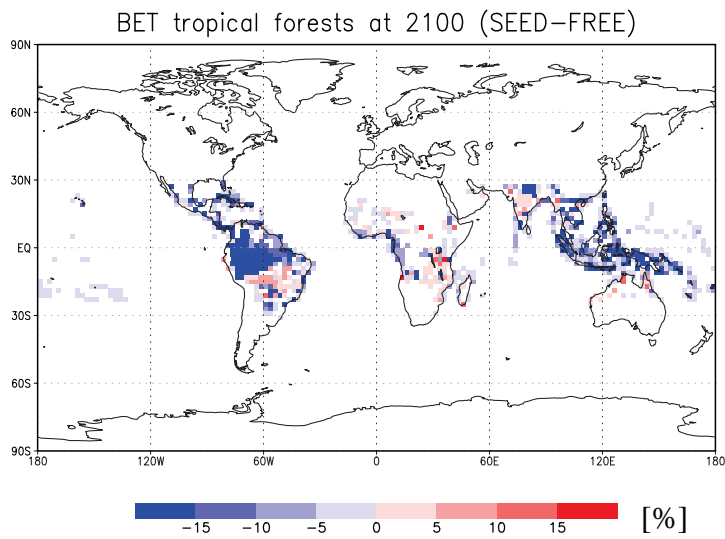 BET tropical forests at 2100 (SEED-FREE)
90N
60N
30N
EQ
30S
60S
90S
180 120W 60W 0 60E 120E 180
-15 -10 -5 0 5 10 15 [%]